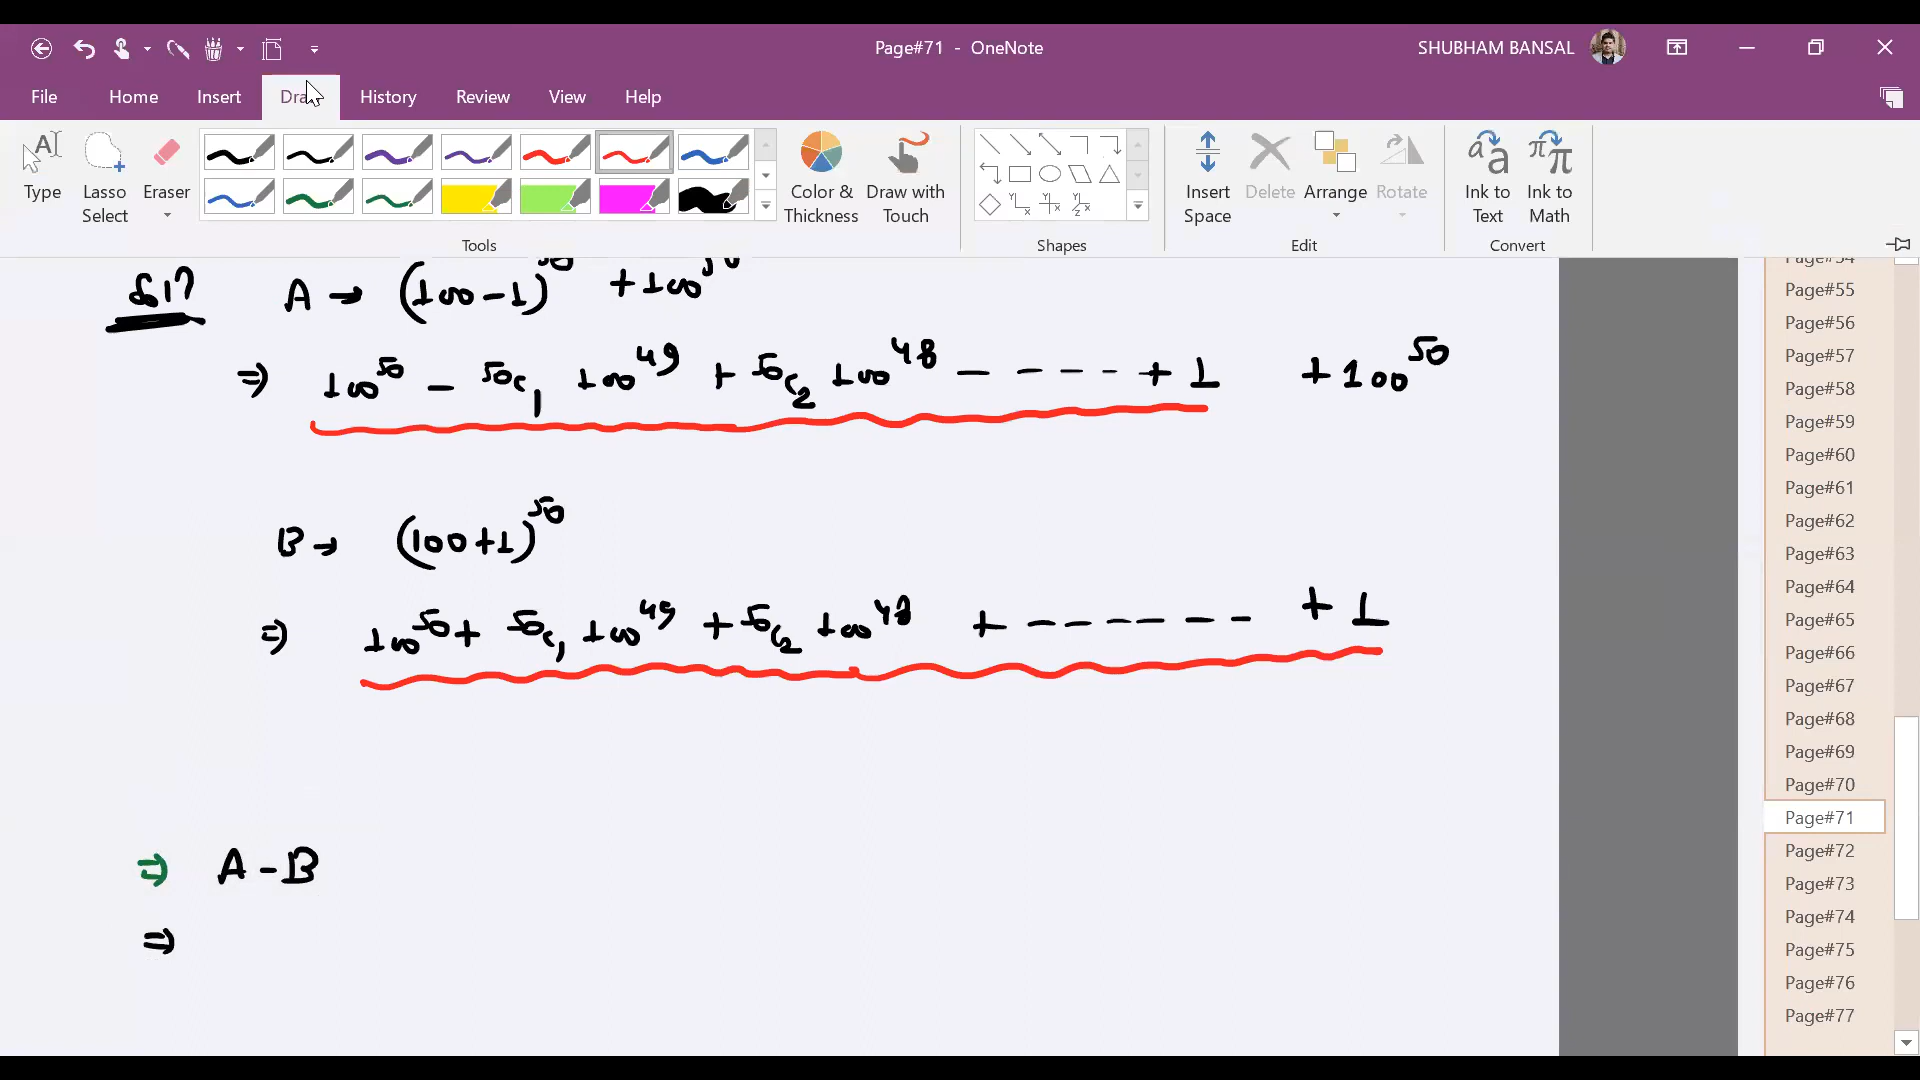 Page#71 - OneNote
SHUBHAM BANSAL
File Home Insert Draw History Review View Help
Type
Lasso Select
Eraser
Color & Thickness
Draw with Touch
Insert Space
Delete
Arrange
Rotate
Ink to Text
Ink to Math
Tools
Shapes
Edit
Convert
Solⁿ A → (100-1)^50 + 100^50
⇒ 100^50 - 50C1 100^49 + 50C2 100^48 - - - - - + 1 + 100^50
B → (100+1)^50
⇒ 100^50 + 50C1 100^49 + 50C2 100^48 + - - - - - - + 1
⇒ A - B
⇒
Page#54
Page#55
Page#56
Page#57
Page#58
Page#59
Page#60
Page#61
Page#62
Page#63
Page#64
Page#65
Page#66
Page#67
Page#68
Page#69
Page#70
Page#71
Page#72
Page#73
Page#74
Page#75
Page#76
Page#77